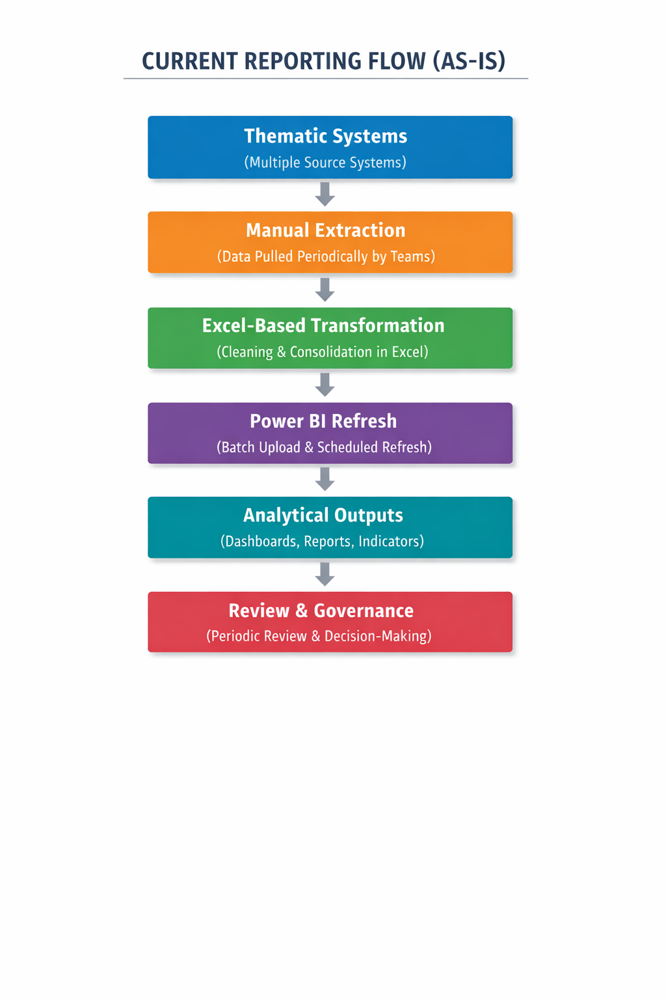 CURRENT REPORTING FLOW (AS-IS)
Thematic Systems
(Multiple Source Systems)
Manual Extraction
(Data Pulled Periodically by Teams)
Excel-Based Transformation
(Cleaning & Consolidation in Excel)
Power BI Refresh
(Batch Upload & Scheduled Refresh)
Analytical Outputs
(Dashboards, Reports, Indicators)
Review & Governance
(Periodic Review & Decision-Making)